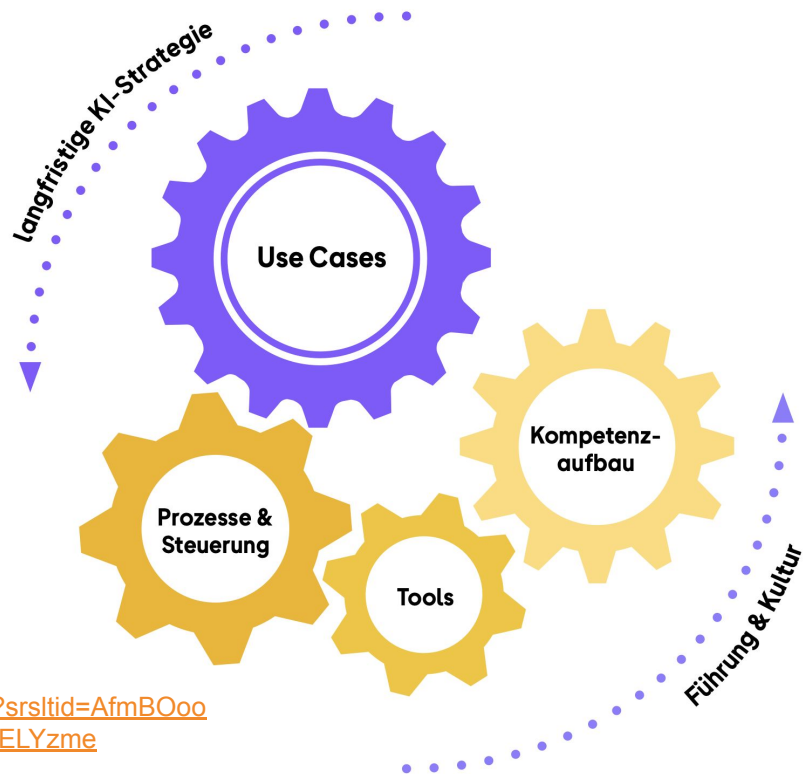 langfristige KI-Strategie
Use Cases
Kompetenz-
aufbau
Prozesse &
Steuerung
Tools
Führung & Kultur
?srsltid=AfmBOoo
ELYzme